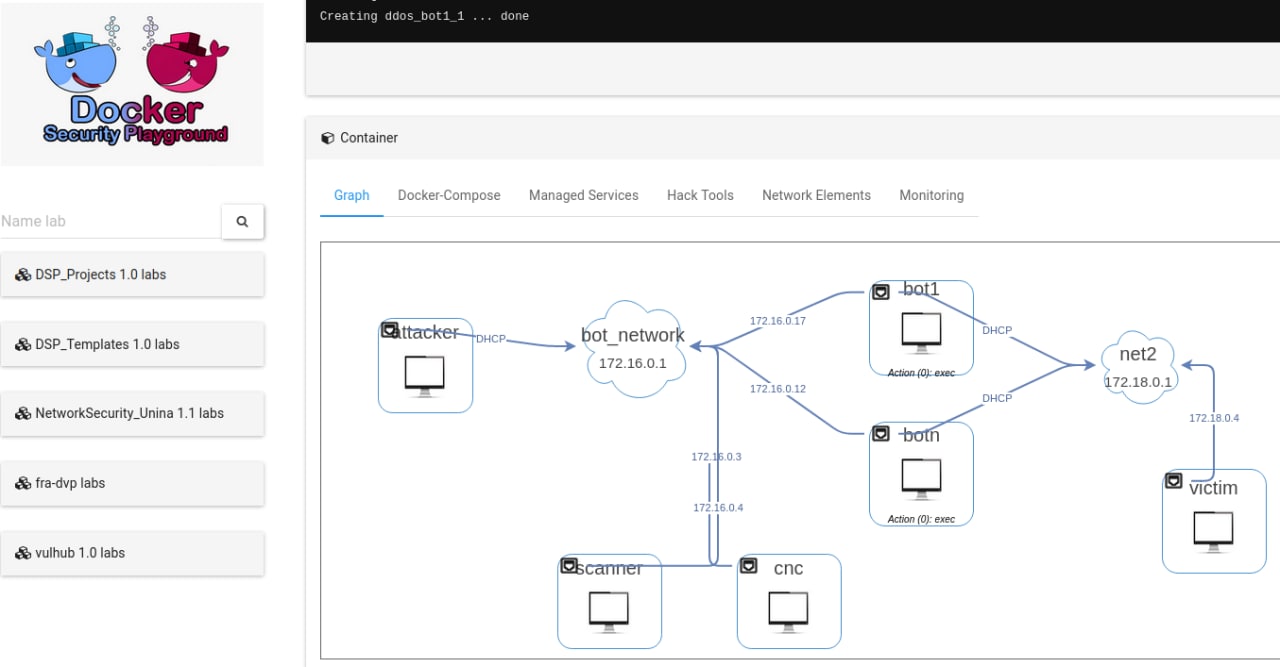 Creating ddos_bot1_1 ... done
Docker
Security Playground
Name lab
DSP_Projects 1.0 labs
DSP_Templates 1.0 labs
NetworkSecurity_Unina 1.1 labs
fra-dvp labs
vulhub 1.0 labs
Container
Graph Docker-Compose Managed Services Hack Tools Network Elements Monitoring
attacker
DHCP
bot_network
172.16.0.1
172.16.0.17
172.16.0.12
172.16.0.3
172.16.0.4
bot1
Action (0): exec
botn
Action (0): exec
DHCP
DHCP
net2
172.18.0.1
172.18.0.4
victim
scanner
cnc